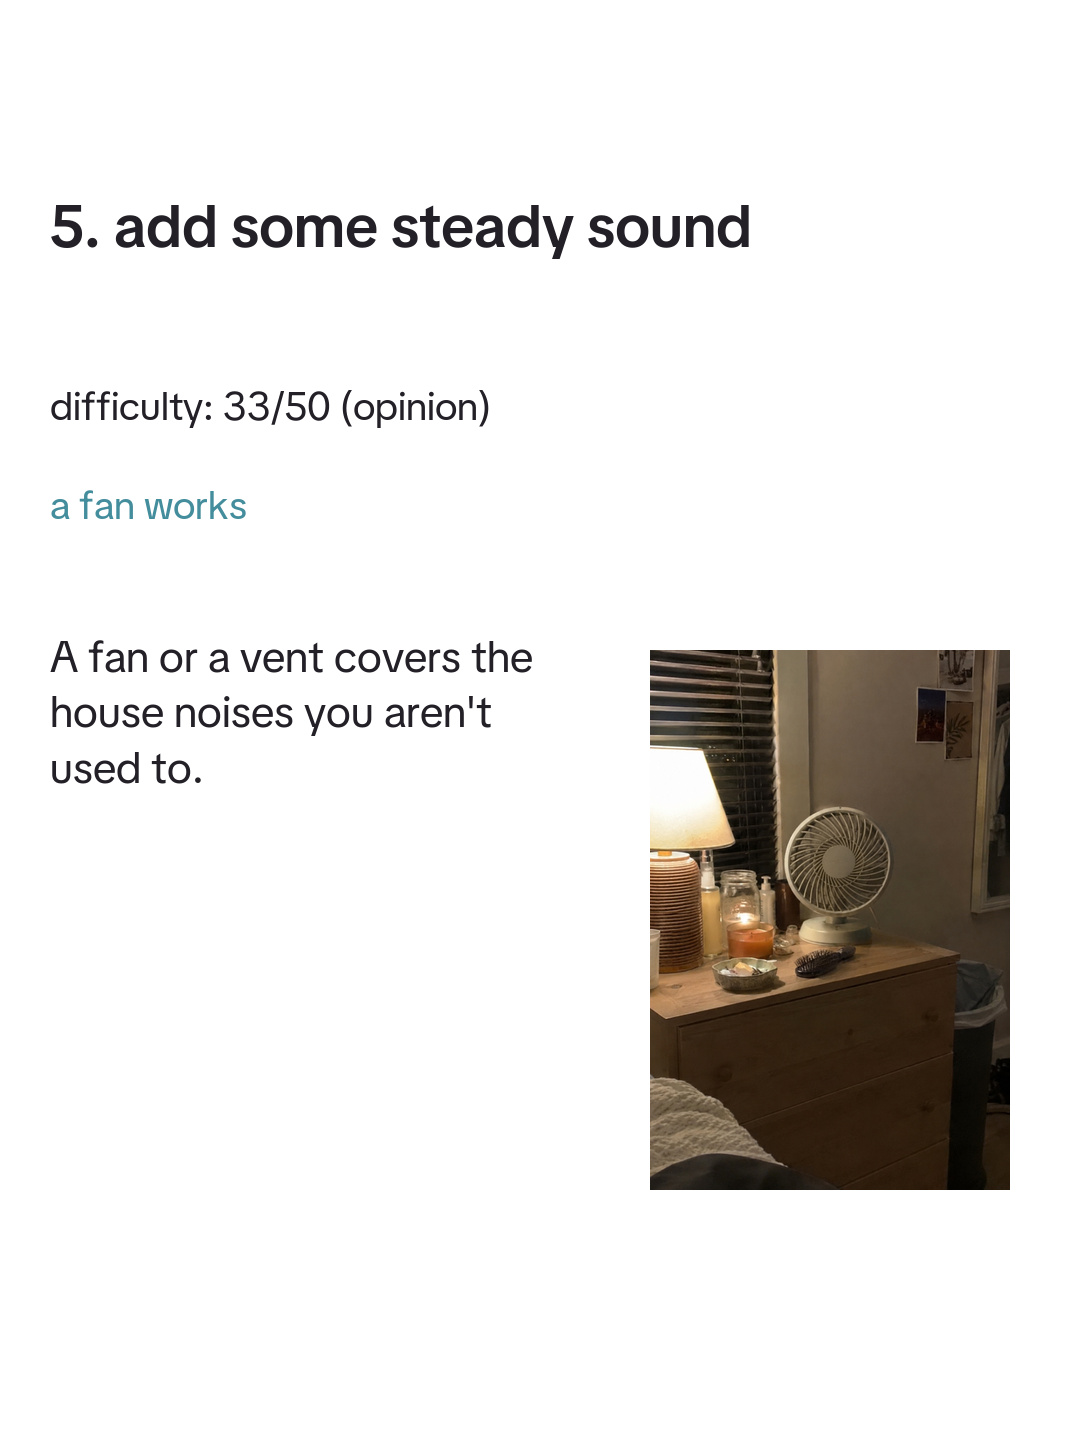 5. add some steady sound
difficulty: 33/50 (opinion)
a fan works
A fan or a vent covers the
house noises you aren't
used to.